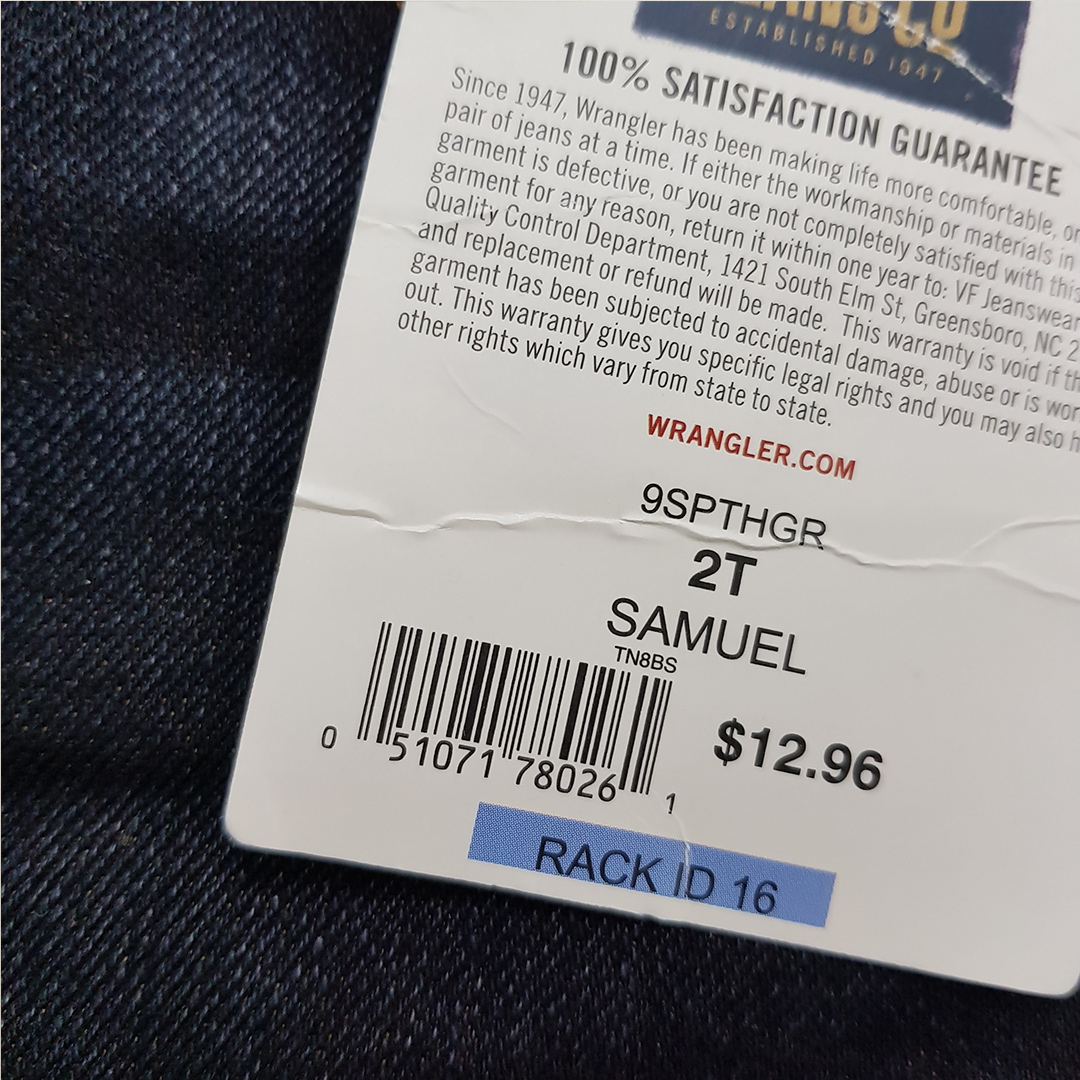 ESTABLISHED 1947
100% SATISFACTION GUARANTEE
Since 1947, Wrangler has been making life more comfortable,
pair of jeans at a time. If either the workmanship or materials in
garment is defective, or you are not completely satisfied with this
garment for any reason, return it within one year to: VF Jeanswear
Quality Control Department, 1421 South Elm St, Greensboro, NC
and replacement or refund will be made. This warranty is void if
garment has been subjected to accidental damage, abuse or is
out. This warranty gives you specific legal rights and you may also
other rights which vary from state to state.
WRANGLER.COM
9SPTHGR
2T
SAMUEL
TN8BS
0 51071 78026 1
$12.96
RACK ID 16